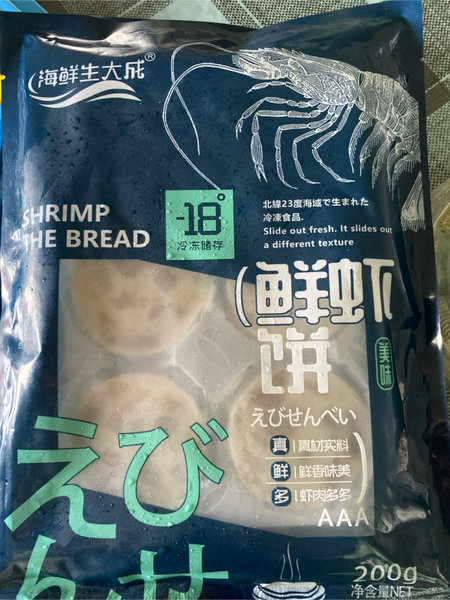 海鲜生大成®
SHRIMP
THE BREAD
-18°
冷冻储存
北緯23度海域で生まれた
冷凍食品.
Slide out fresh. It slides out
a different texture
(鲜虾
饼
美味
えびせんべい
真|真材实料
鲜|鲜香味美
多|虾肉多多
AAA
えび
んせ
200g
净含量NET